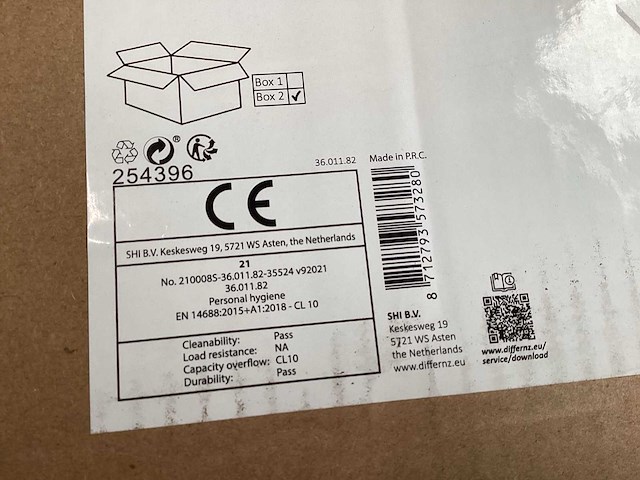 Box 1
Box 2 ✓
254396
36.011.82
Made in P.R.C.
CE
SHI B.V. Keskesweg 19, 5721 WS Asten, the Netherlands
21
No. 2100085-36.011.82-35524 v92021
36.011.82
Personal hygiene
EN 14688:2015+A1:2018 - CL 10
Cleanability: Pass
Load resistance: NA
Capacity overflow: CL10
Durability: Pass
8 712793 573280
SHI B.V.
Keskesweg 19
5721 WS Asten
the Netherlands
www.differnz.eu
www.differnz.eu/
service/download